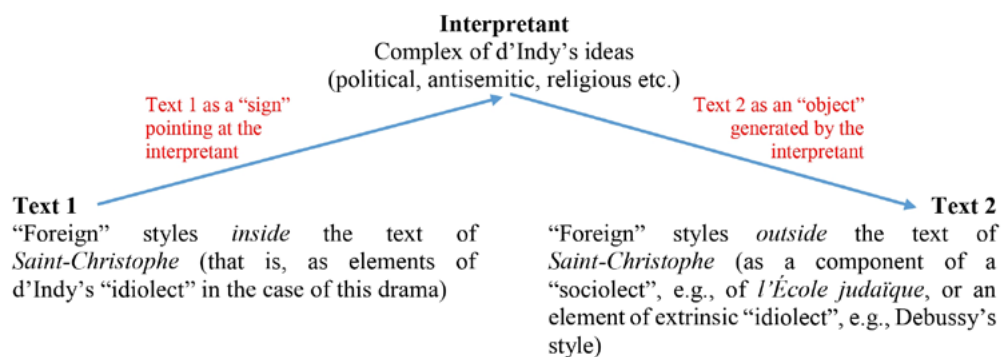 Interpretant
Complex of d’Indy’s ideas
(political, antisemitic, religious etc.)
Text 1 as a “sign”
pointing at the
interpretant
Text 2 as an “object”
generated by the
interpretant
Text 1
“Foreign” styles inside the text of
Saint-Christophe (that is, as elements of
d’Indy’s “idiolect” in the case of this drama)
Text 2
“Foreign” styles outside the text of
Saint-Christophe (as a component of a
“sociolect”, e.g., of l’École judaïque, or an
element of extrinsic “idiolect”, e.g., Debussy’s
style)